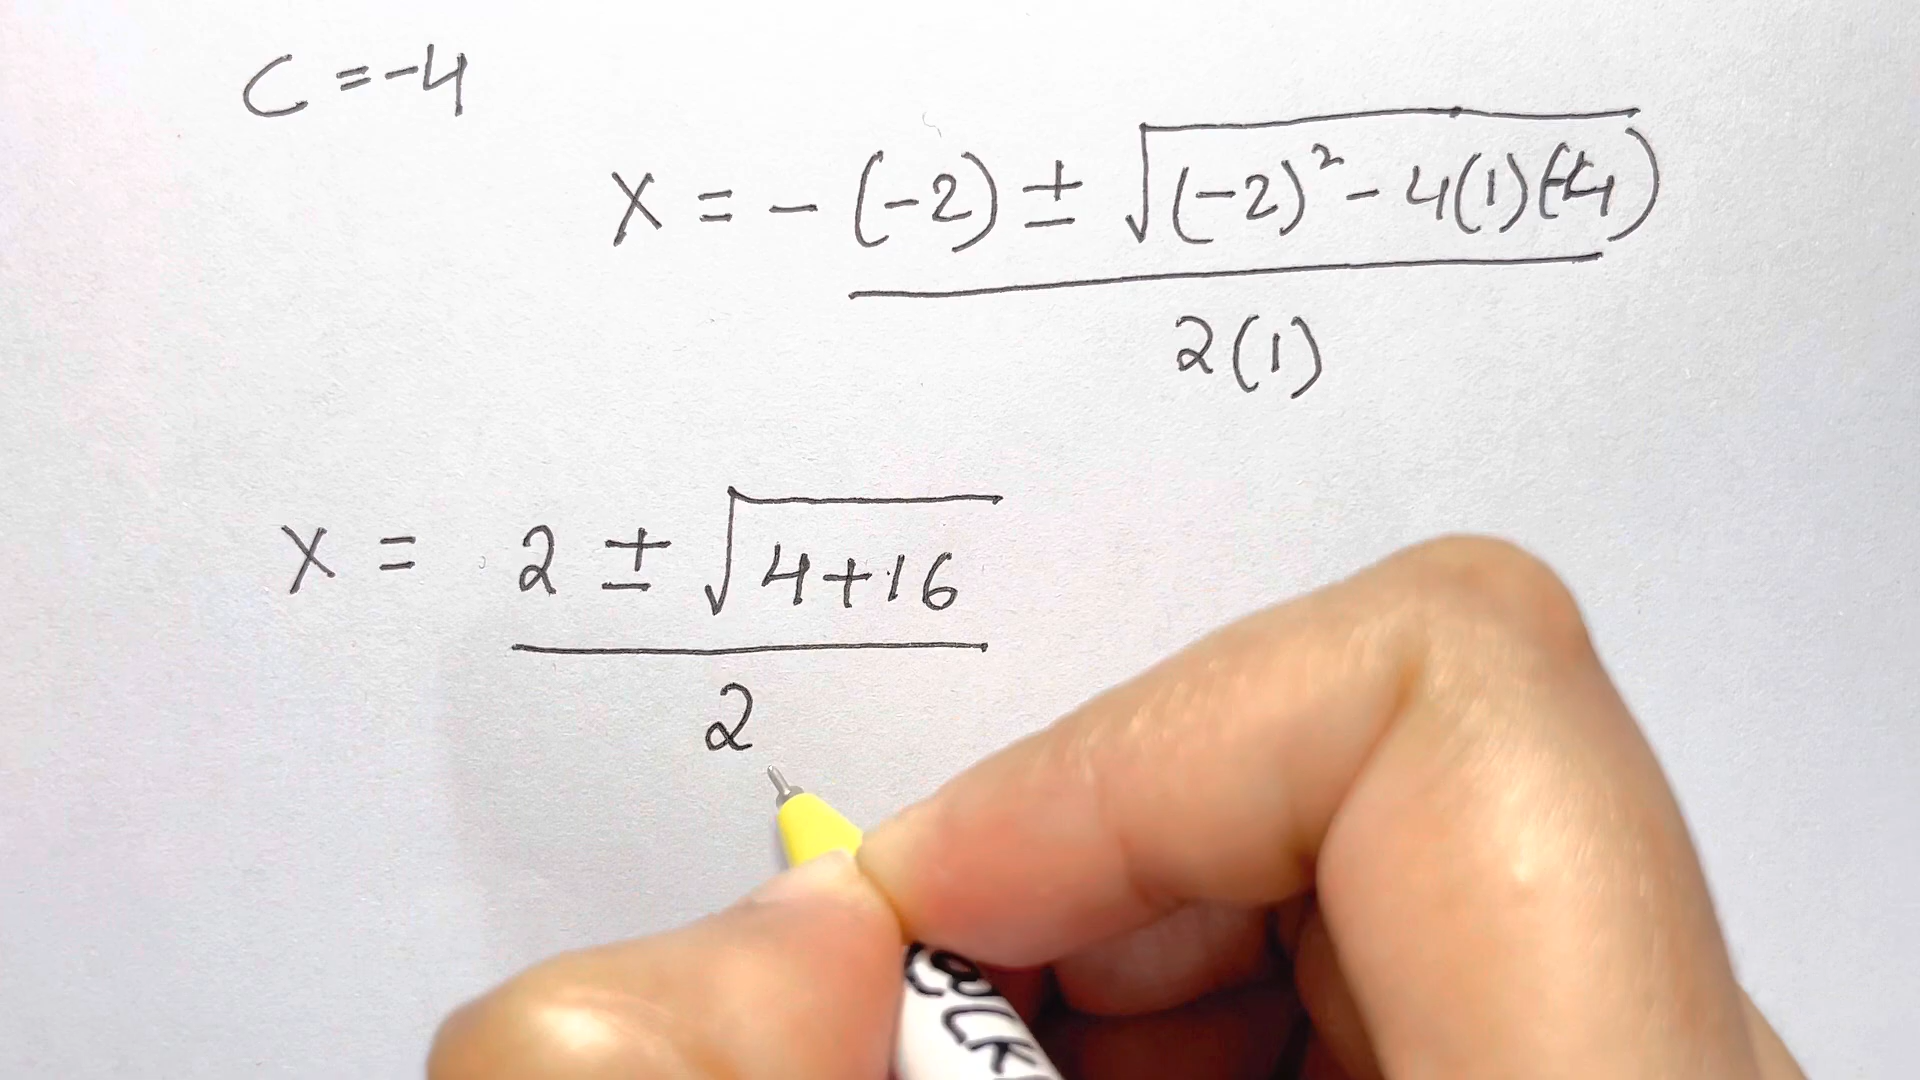 C = -4
X = - (-2) ± √(-2)² - 4(1)(-4)
2(1)
X = 2 ± √4+16
2